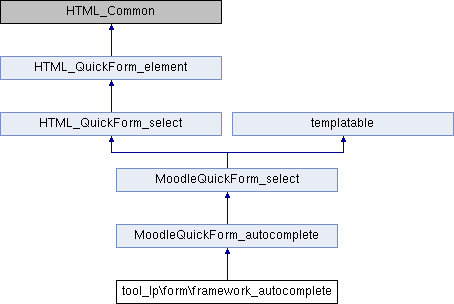 HTML_Common
HTML_QuickForm_element
HTML_QuickForm_select
templatable
MoodleQuickForm_select
MoodleQuickForm_autocomplete
tool_lp\form\framework_autocomplete